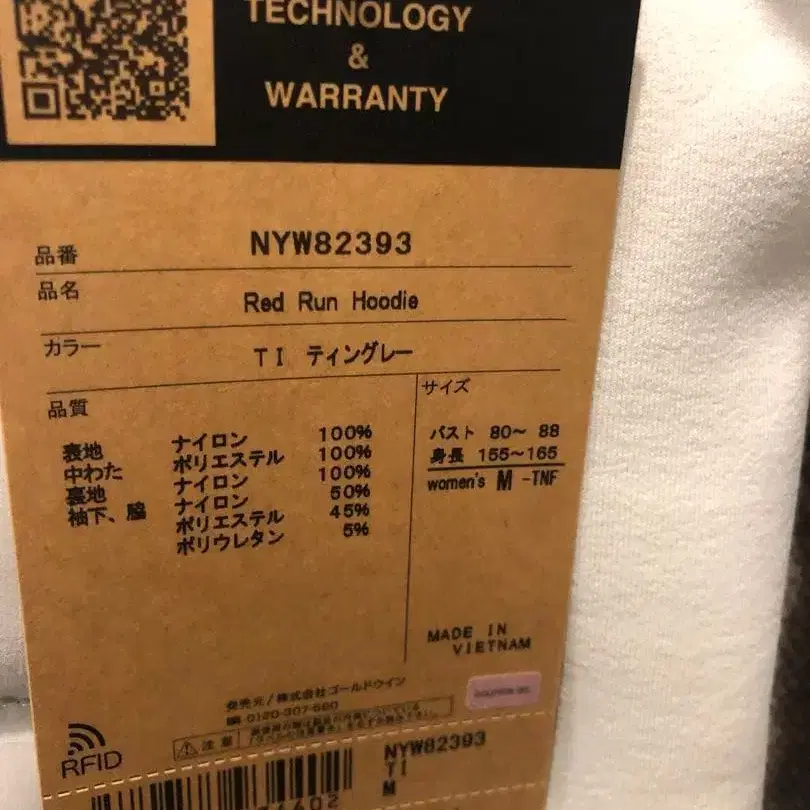 TECHNOLOGY
&
WARRANTY
品番 NYW82393
品名 Red Run Hoodie
カラー TI ティングレー
品質
表地 ナイロン 100%
中わた ポリエステル 100%
裏地 ナイロン 100%
袖下、脇 ナイロン 50%
ポリエステル 45%
ポリウレタン 5%
サイズ
バスト 80～ 88
身長 155～165
women's M -TNF
MADE IN
VIETNAM
発売元/株式会社ゴールドウイン
0120-307-560
注意
RFID
NYW82393
TI
M